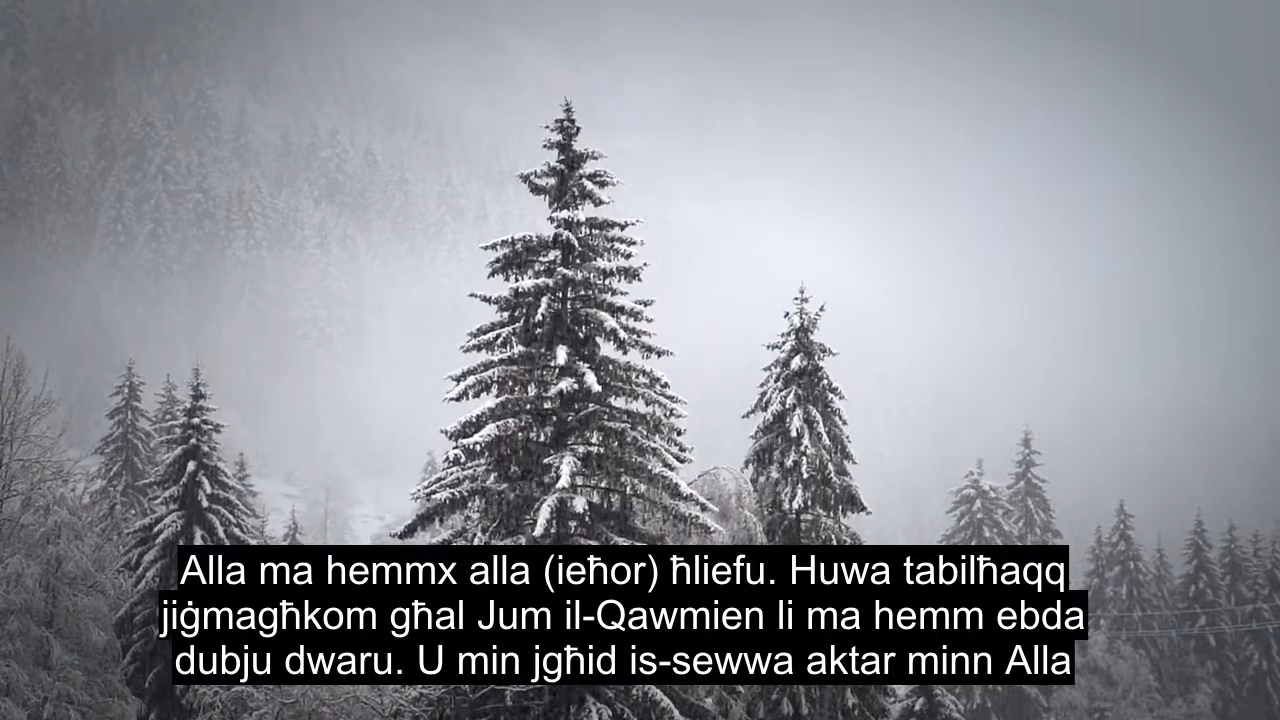 Alla ma hemmx alla (ieħor) ħliefu. Huwa tabilħaqq
jiġmagħkom għal Jum il-Qawmien li ma hemm ebda
dubju dwaru. U min jgħid is-sewwa aktar minn Alla